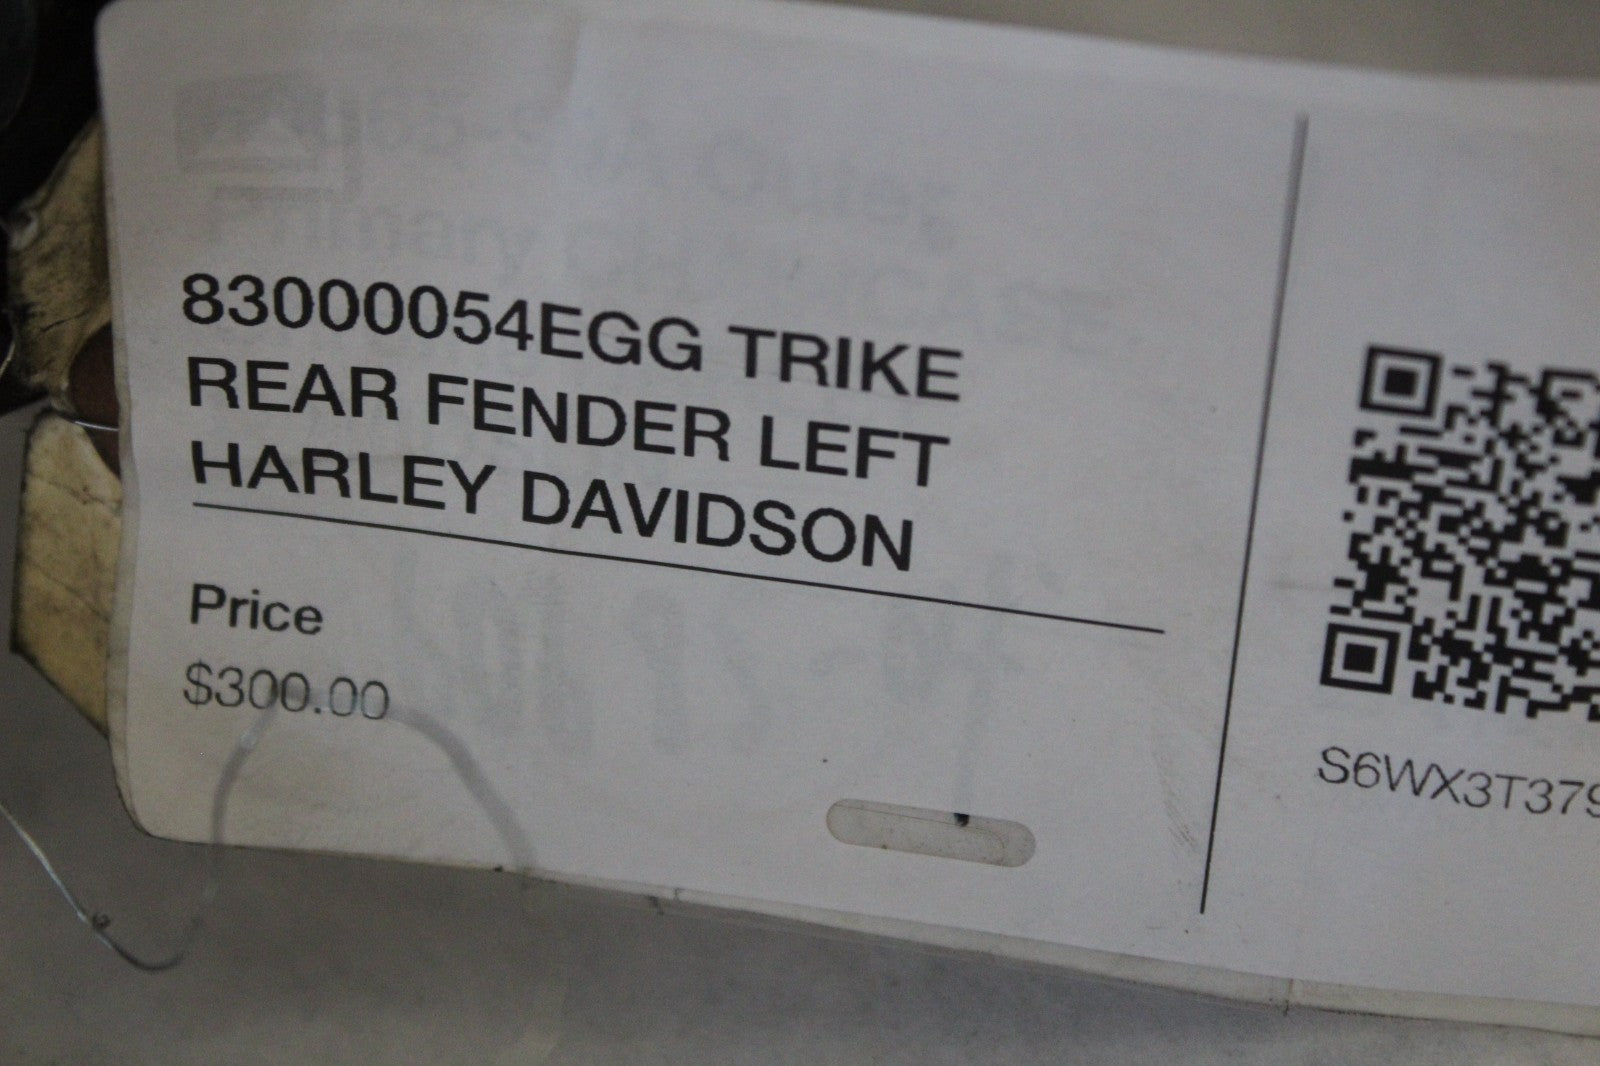 83000054EGG TRIKE
REAR FENDER LEFT
HARLEY DAVIDSON
Price
$300.00
S6WX3T379